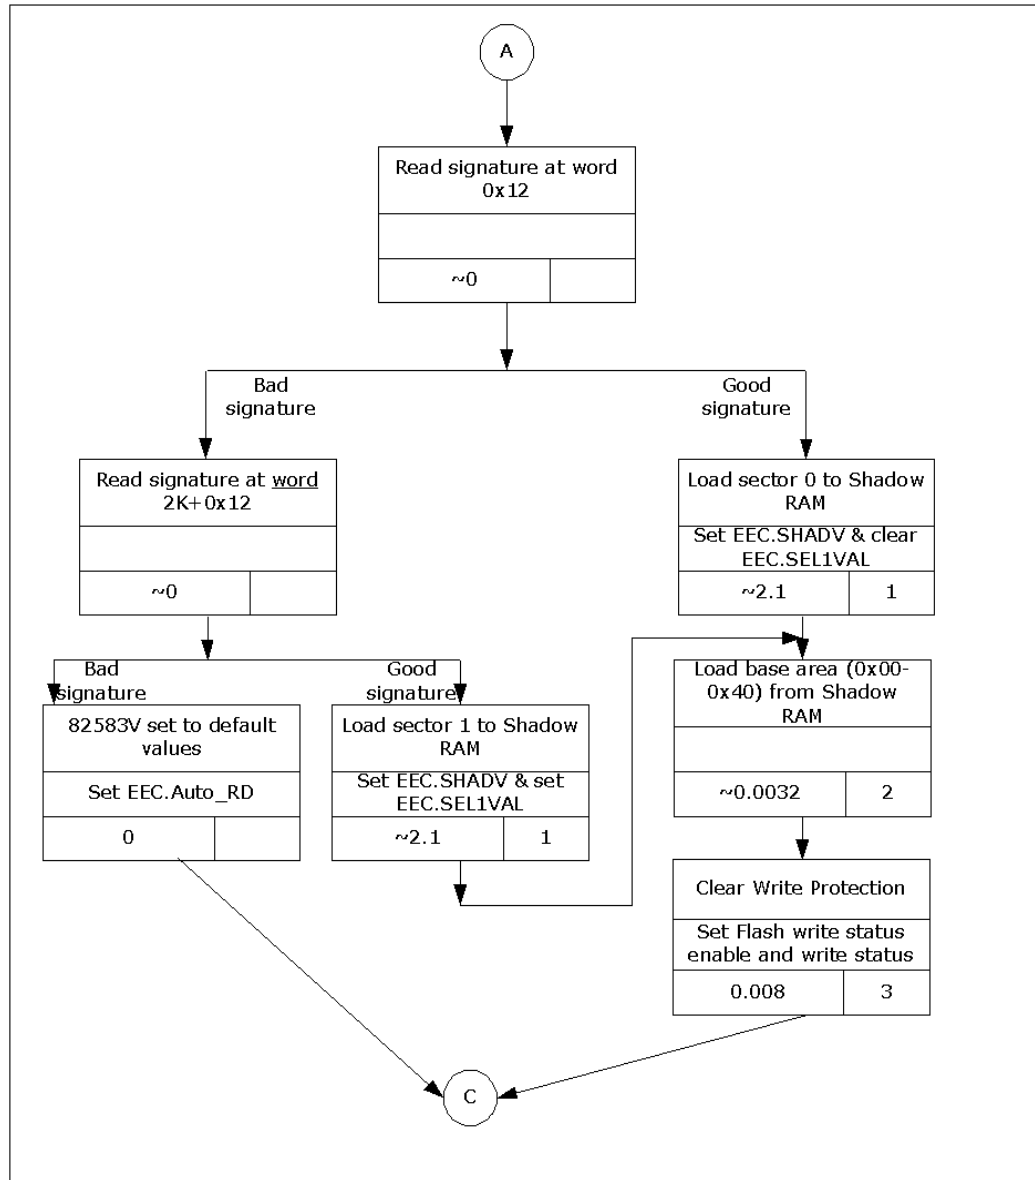 A
Read signature at word
0x12
~0
Bad
signature
Good
signature
Read signature at word
2K+0x12
~0
Load sector 0 to Shadow
RAM
Set EEC.SHADV & clear
EEC.SEL1VAL
~2.1
1
Bad
signature
Good
signature
82583V set to default
values
Set EEC.Auto_RD
0
Load sector 1 to Shadow
RAM
Set EEC.SHADV & set
EEC.SEL1VAL
~2.1
1
Load base area (0x00-
0x40) from Shadow
RAM
~0.0032
2
Clear Write Protection
Set Flash write status
enable and write status
0.008
3
C